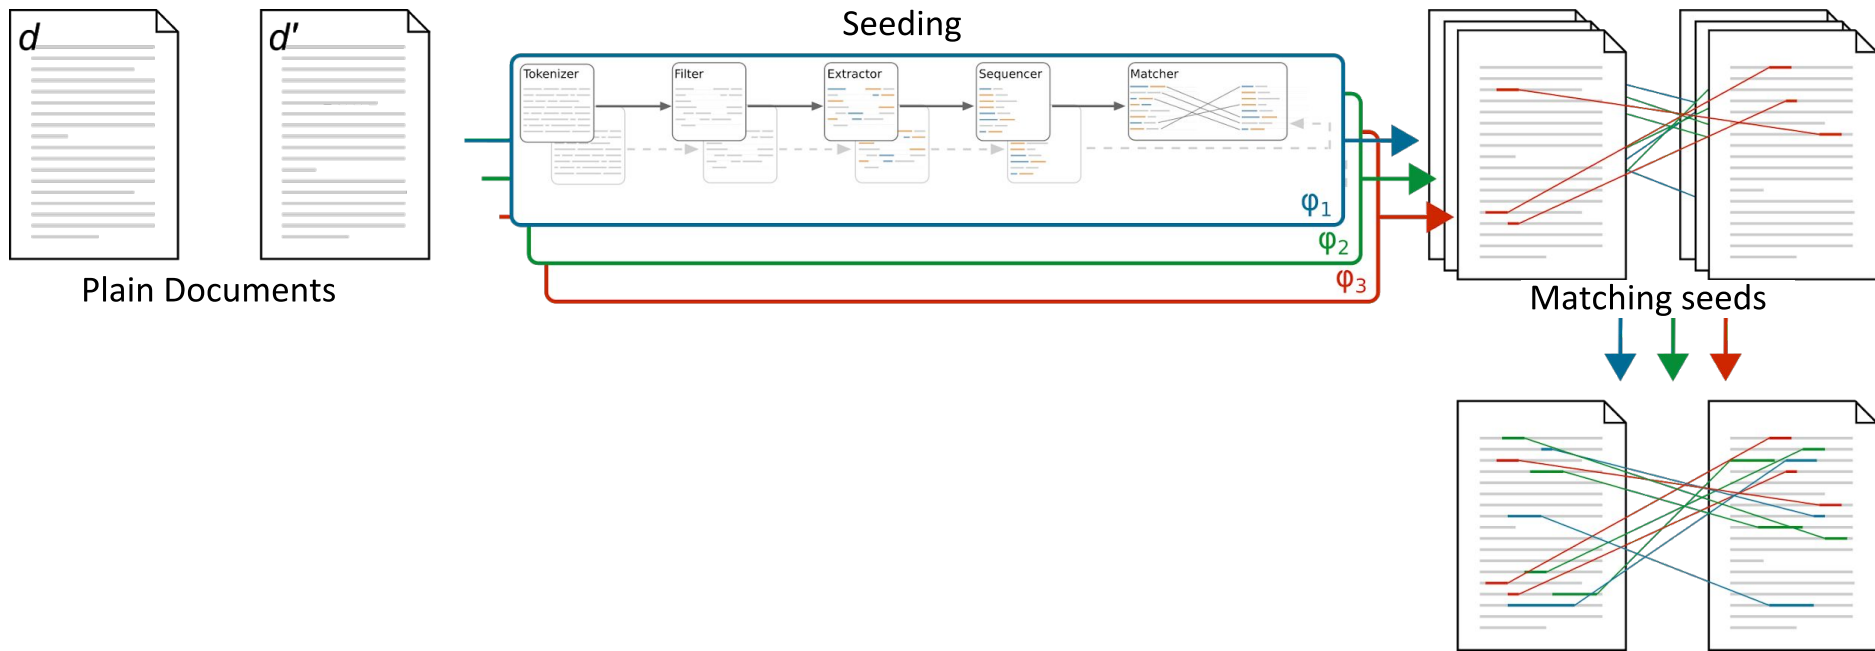 d
d'
Plain Documents
Seeding
Tokenizer
Filter
Extractor
Sequencer
Matcher
φ1
φ2
φ3
Matching seeds